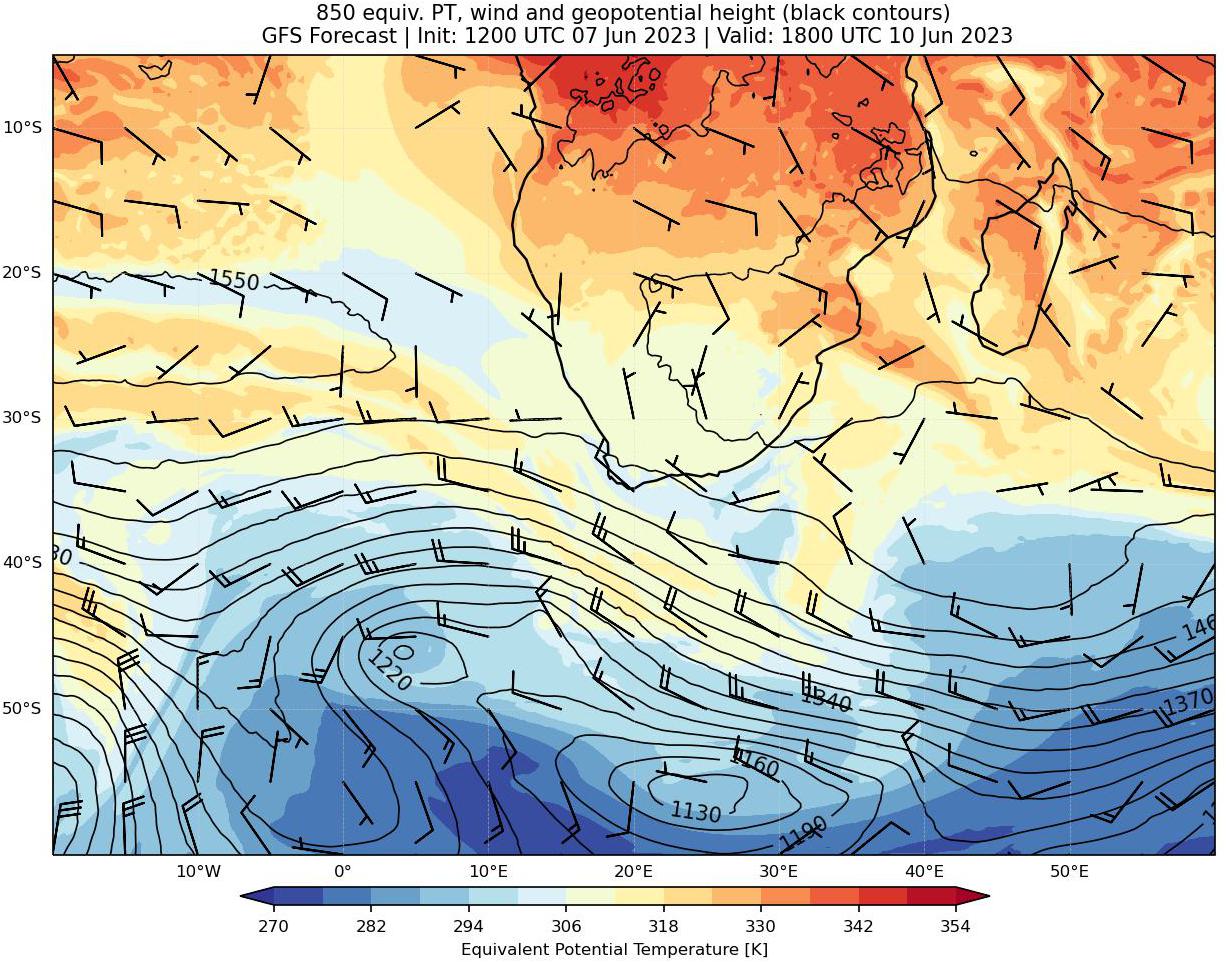 850 equiv. PT, wind and geopotential height (black contours)
GFS Forecast | Init: 1200 UTC 07 Jun 2023 | Valid: 1800 UTC 10 Jun 2023
10°S
20°S
1550
30°S
40°S
1220
50°S
1340
1370
1160
1130
1190
10°W
0°
10°E
20°E
30°E
40°E
50°E
270
282
294
306
318
330
342
354
Equivalent Potential Temperature [K]